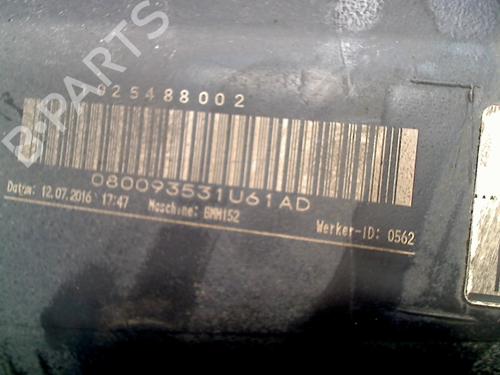 B-PARTS
025488002
080093531U61AD
Datum: 12.07.2016 17:47 Maschine: BMM152 Werker-ID: 0562